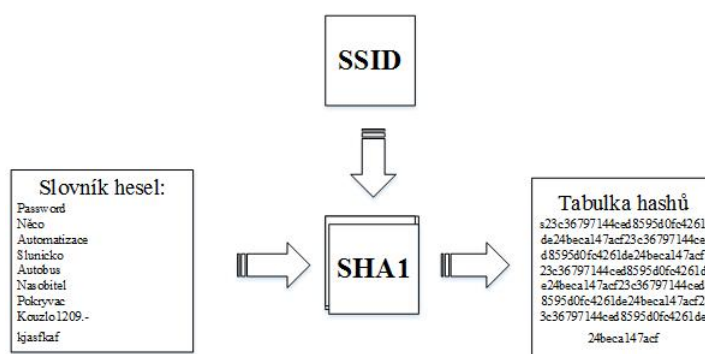 SSID
Slovník hesel:
Password
Něco
Automatizace
Slunicko
Autobus
Nasobitel
Pokryvac
Kouzlo1209.-
kjasfkaf
SHA1
Tabulka hashů
s23c36797144ced8595d0fc4261
de24beca147acf23c36797144ce
d8595d0fc4261de24beca147acf
23c36797144ced8595d0fc4261d
e24beca147acf23c36797144ced
8595d0fc4261de24beca147acf2
3c36797144ced8595d0fc4261de
24beca147acf